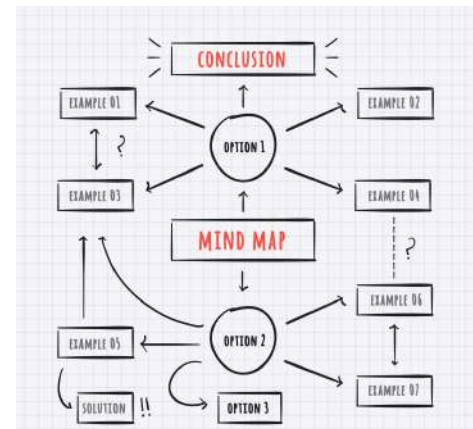 CONCLUSION
EXAMPLE 01
EXAMPLE 02
?
OPTION 1
EXAMPLE 03
EXAMPLE 04
MIND MAP
?
EXAMPLE 06
OPTION 2
EXAMPLE 05
EXAMPLE 07
SOLUTION !!
OPTION 3